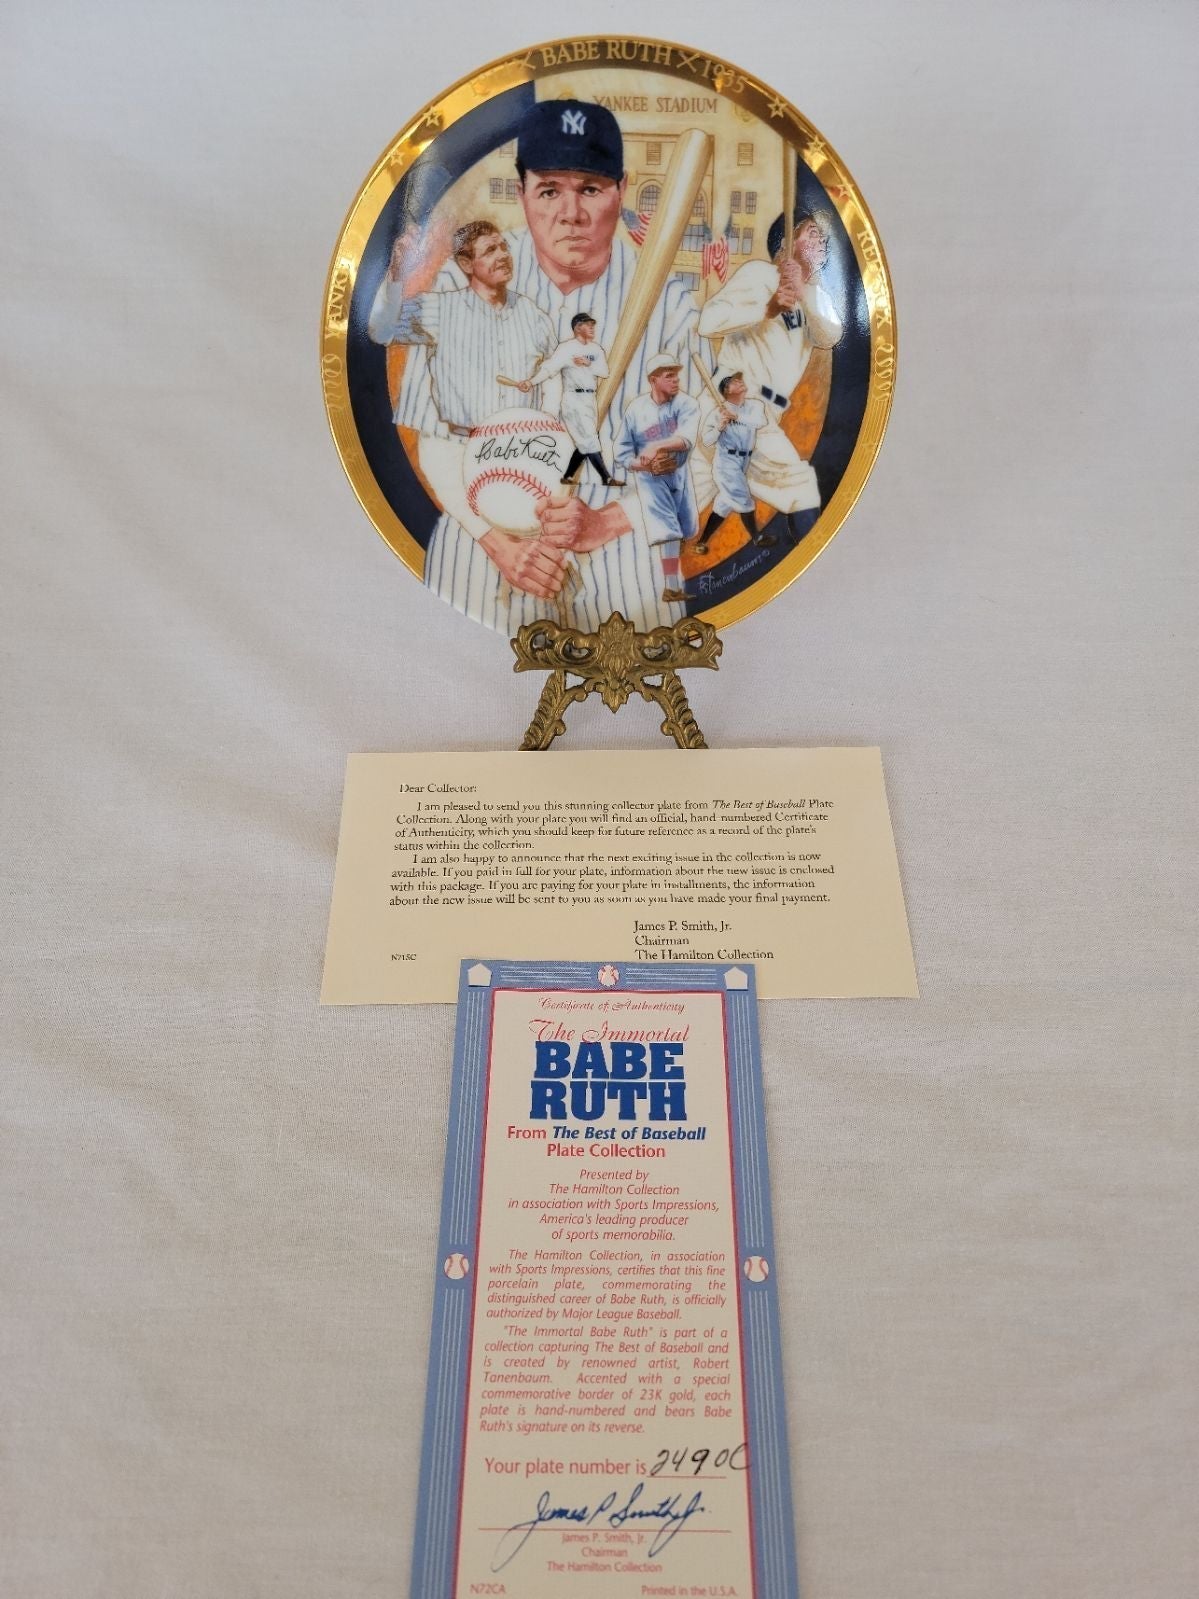 BABE RUTH 1935
YANKEE STADIUM
NY
YANKE
RED SOX
NEW
Babe Ruth
RTanenbaum©
Dear Collector:
I am pleased to send you this stunning collector plate from The Best of Baseball Plate
Collection. Along with your plate you will find an official, hand-numbered Certificate
of Authenticity, which you should keep for future reference as a record of the plate's
status within the collection.
I am also happy to announce that the next exciting issue in the collection is now
available. If you paid in full for your plate, information about the new issue is enclosed
with this package. If you are paying for your plate in installments, the information
about the new issue will be sent to you as soon as you have made your final payment.
James P. Smith, Jr.
Chairman
The Hamilton Collection
N71SC
Certificate of Authenticity
The Immortal
BABE
RUTH
From The Best of Baseball
Plate Collection
Presented by
The Hamilton Collection
in association with Sports Impressions,
America's leading producer
of sports memorabilia.
The Hamilton Collection, in association
with Sports Impressions, certifies that this fine
porcelain plate, commemorating the
distinguished career of Babe Ruth, is officially
authorized by Major League Baseball.
"The Immortal Babe Ruth" is part of a
collection capturing The Best of Baseball and
is created by renowned artist, Robert
Tanenbaum. Accented with a special
commemorative border of 23K gold, each
plate is hand-numbered and bears Babe
Ruth's signature on its reverse.
Your plate number is 2490C
James P Smith Jr.
James P. Smith, Jr.
Chairman
The Hamilton Collection
N72CA Printed in the U.S.A.